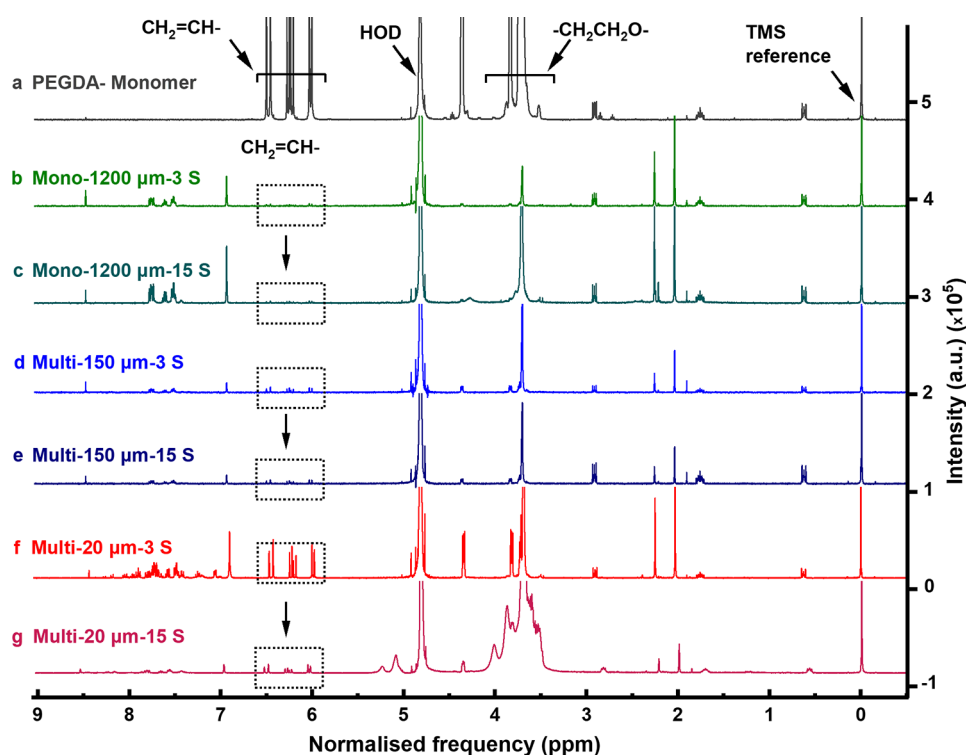 CH₂=CH-
HOD
-CH₂CH₂O-
TMS
reference
a PEGDA- Monomer
5
CH₂=CH-
b Mono-1200 µm-3 S
4
c Mono-1200 µm-15 S
3
d Multi-150 µm-3 S
2
e Multi-150 µm-15 S
1
f Multi-20 µm-3 S
0
g Multi-20 µm-15 S
-1
Intensity (a.u.) (×10⁵)
9 8 7 6 5 4 3 2 1 0
Normalised frequency (ppm)